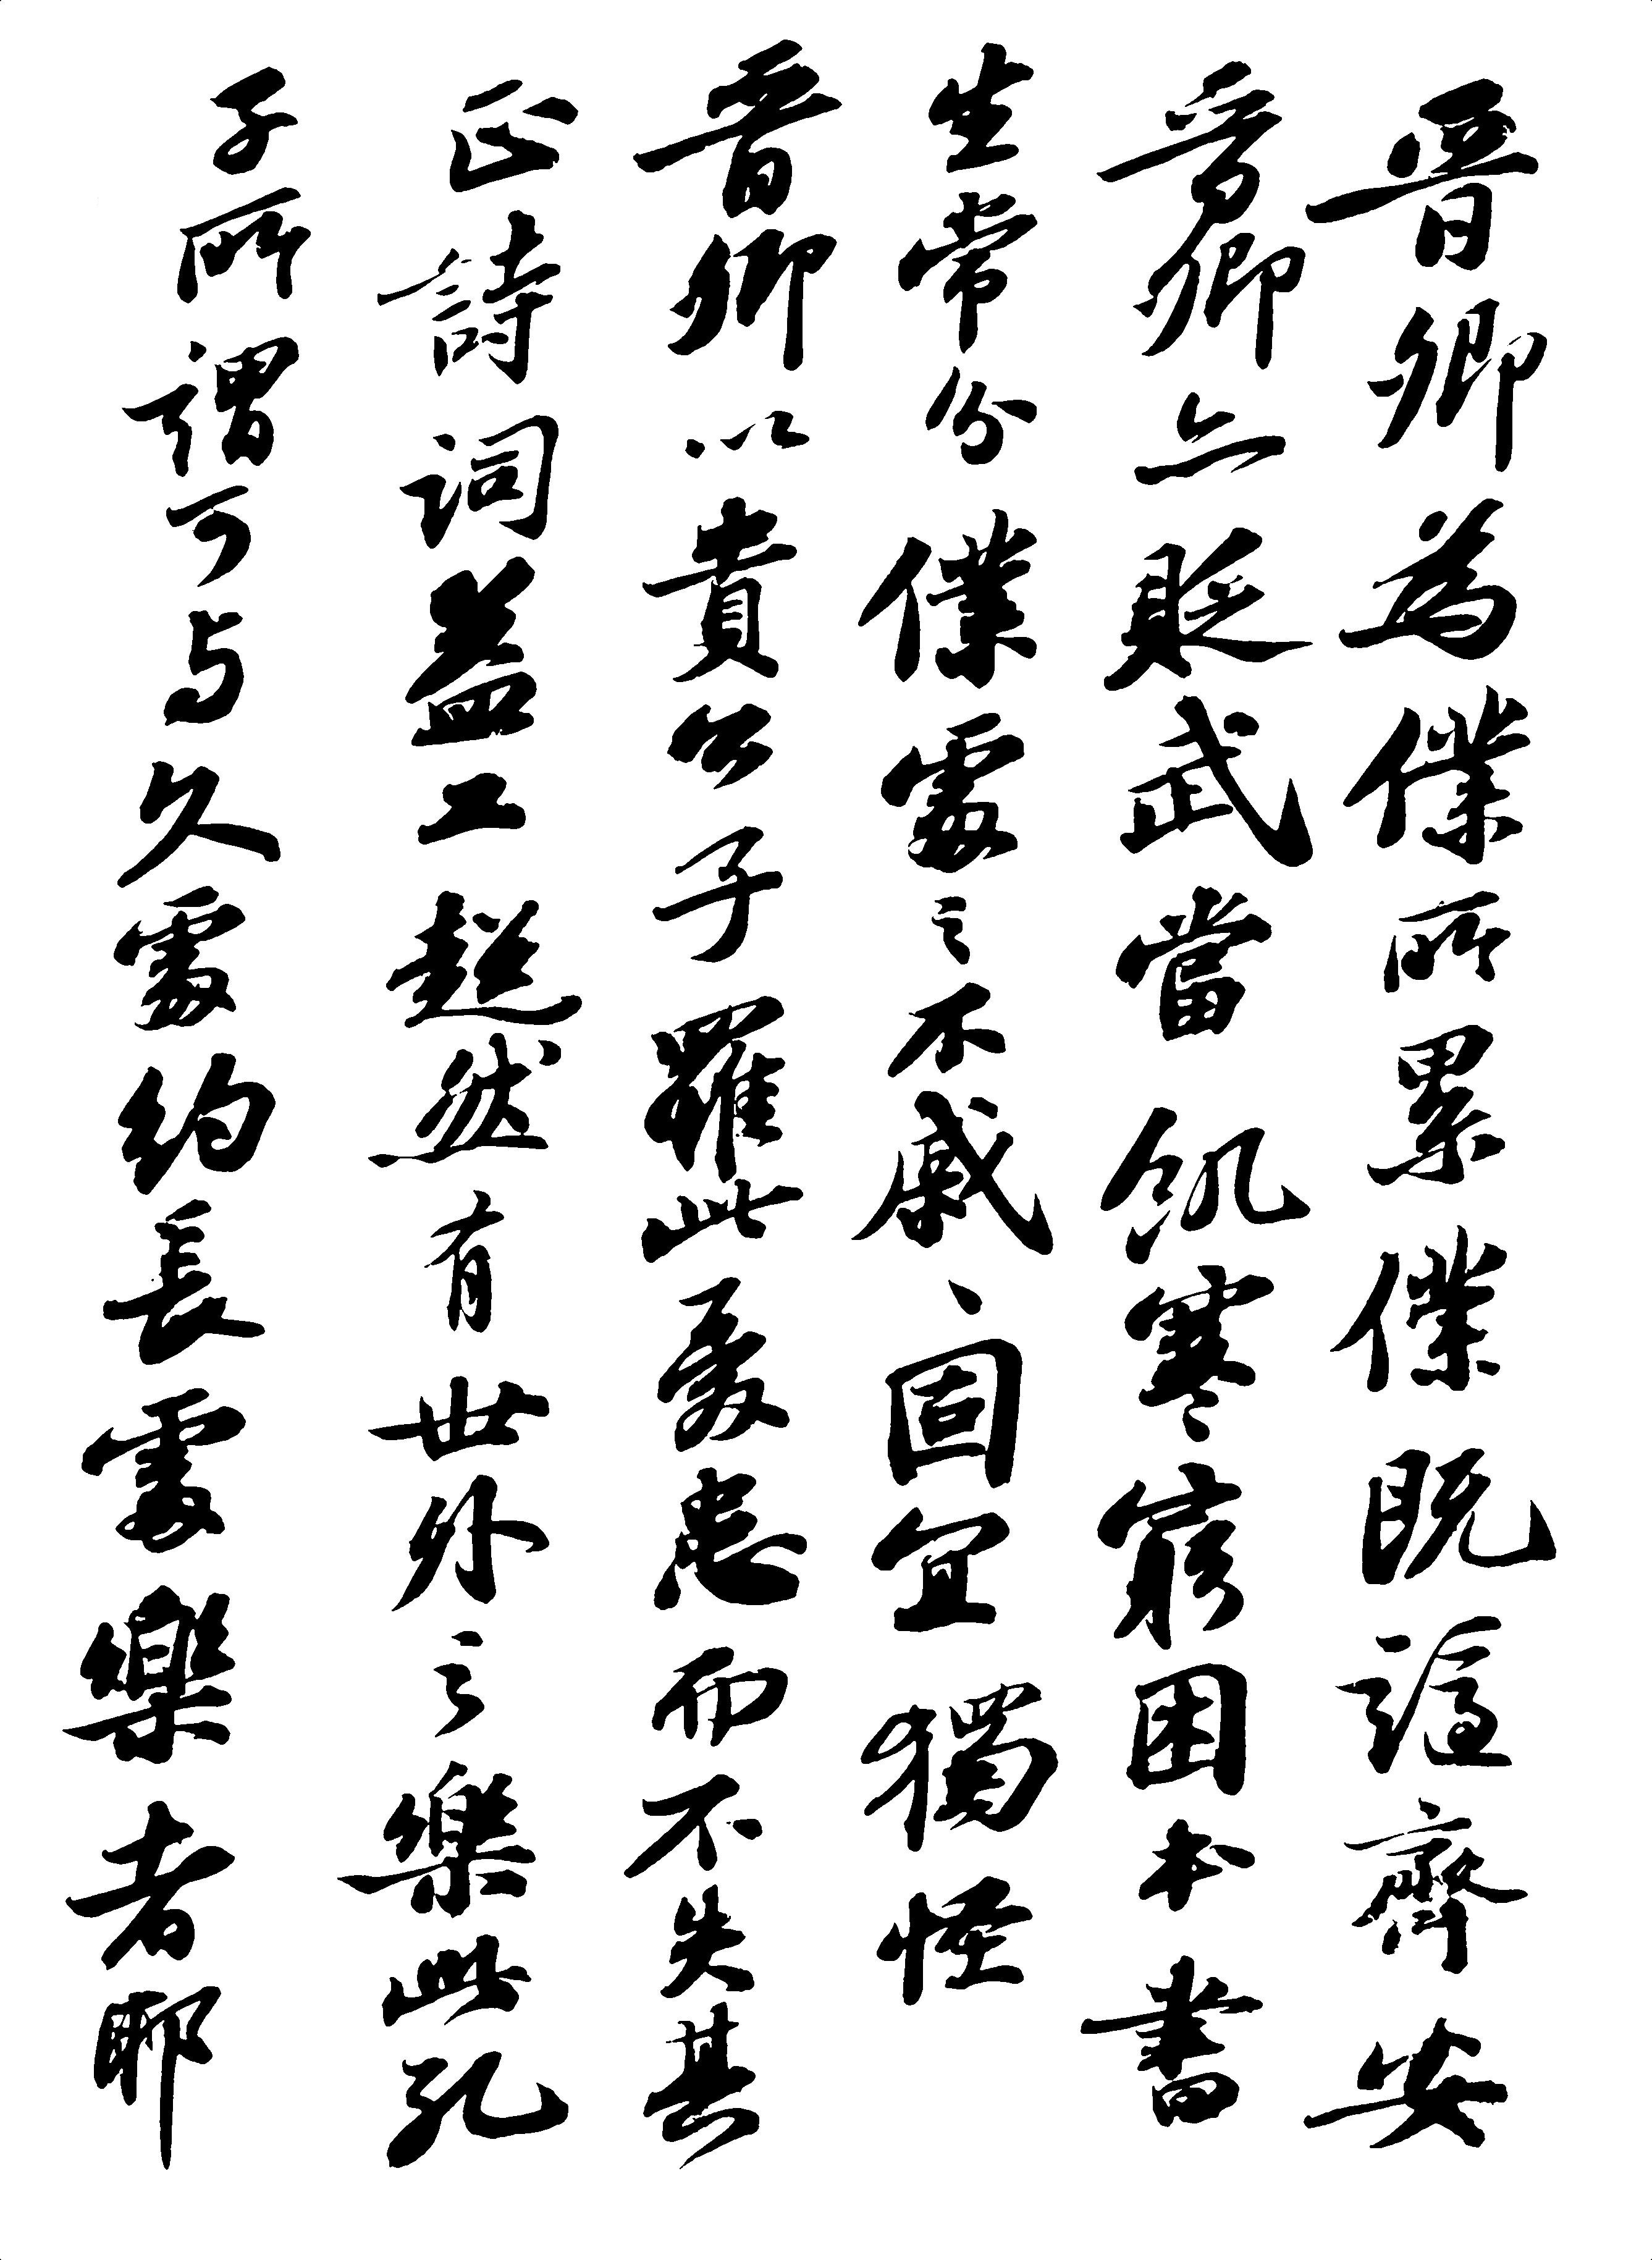 晉卿為僕所累僕既謫齊安
晉卿亦貶武當飢寒窮困本書
生常分僕處之不戚戚固宜獨怪
晉卿以貴公子罹此憂患而不失其
正詩詞益工超然有世外之樂此孔
子所謂可与久處約長處樂者耶